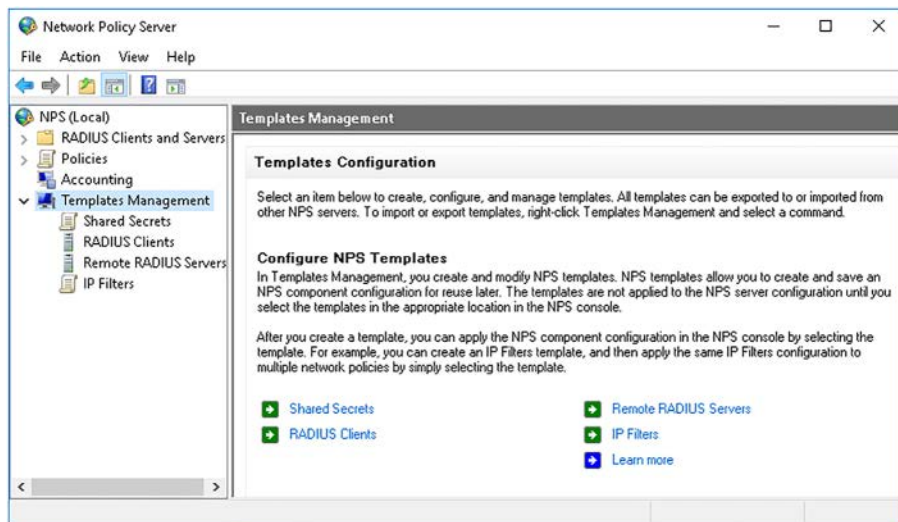 Network Policy Server
File Action View Help
NPS (Local)
RADIUS Clients and Servers
Policies
Accounting
Templates Management
Shared Secrets
RADIUS Clients
Remote RADIUS Servers
IP Filters
Templates Management
Templates Configuration
Select an item below to create, configure, and manage templates. All templates can be exported to or imported from
other NPS servers. To import or export templates, right-click Templates Management and select a command.
Configure NPS Templates
In Templates Management, you create and modify NPS templates. NPS templates allow you to create and save an
NPS component configuration for reuse later. The templates are not applied to the NPS server configuration until you
select the templates in the appropriate location in the NPS console.
After you create a template, you can apply the NPS component configuration in the NPS console by selecting the
template. For example, you can create an IP Filters template, and then apply the same IP Filters configuration to
multiple network policies by simply selecting the template.
Shared Secrets
RADIUS Clients
Remote RADIUS Servers
IP Filters
Learn more